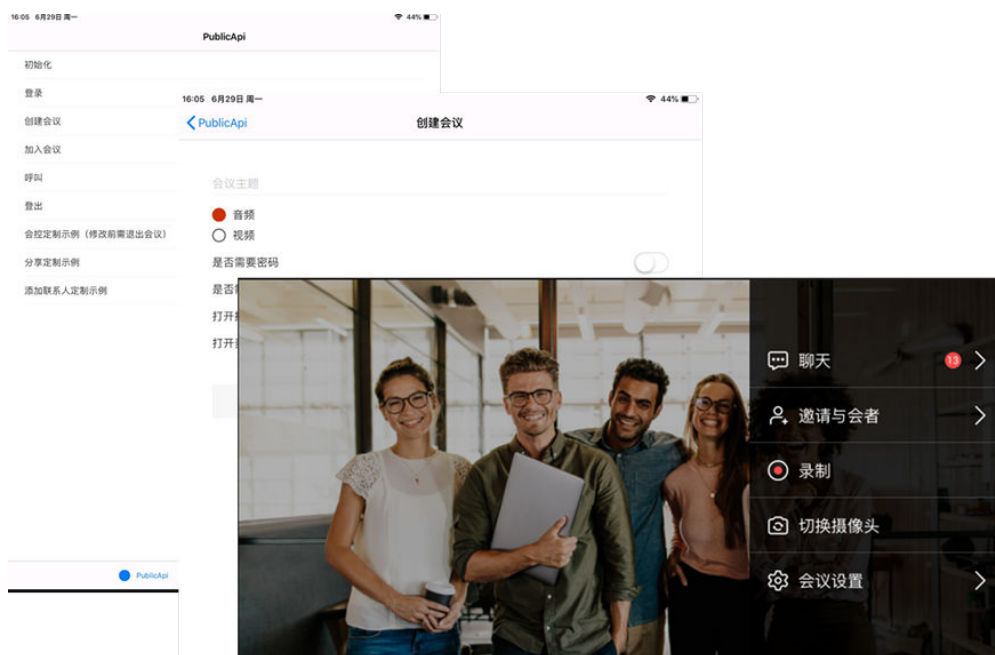 16:05 6月29日 周一
44%
PublicApi
初始化
登录
创建会议
加入会议
呼叫
登出
会控定制示例（修改前需退出会议）
分享定制示例
添加联系人定制示例
PublicApi
16:05 6月29日 周一
44%
PublicApi
创建会议
会议主题
音频
视频
是否需要密码
是否
打开
打开
聊天
13
邀请与会者
录制
切换摄像头
会议设置